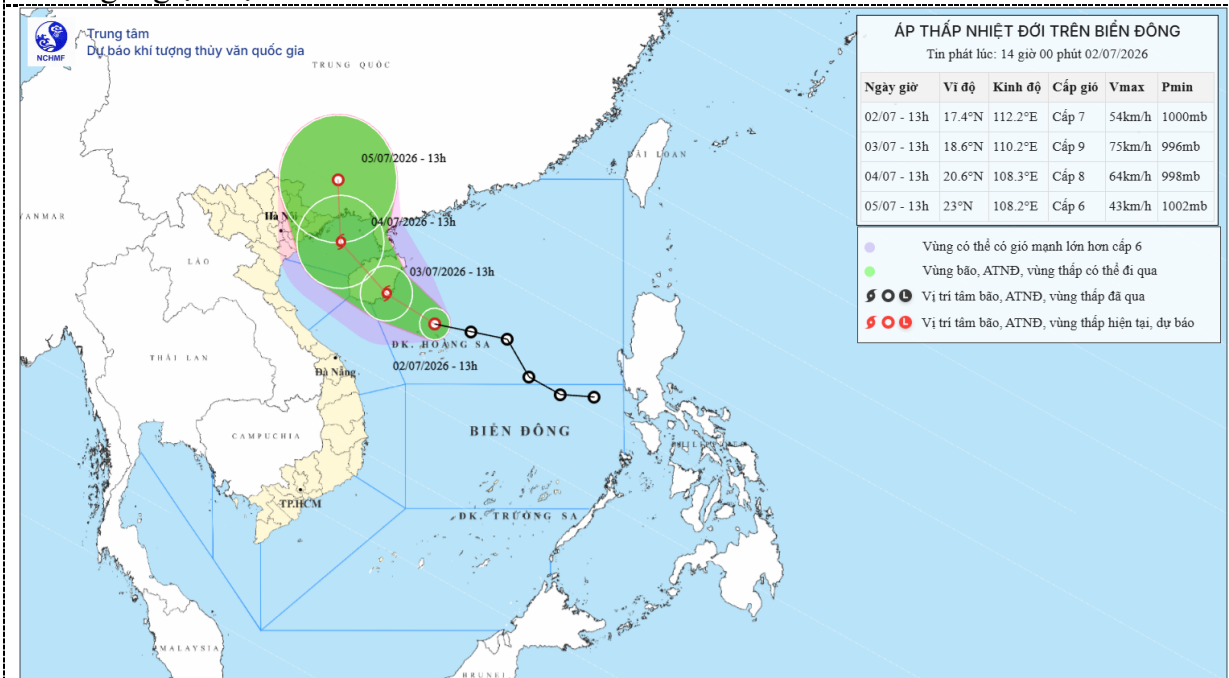 NCHMF
Trung tâm
Dự báo khí tượng thủy văn quốc gia
ÁP THẤP NHIỆT ĐỚI TRÊN BIỂN ĐÔNG
Tin phát lúc: 14 giờ 00 phút 02/07/2026
Ngày giờ Vĩ độ Kinh độ Cấp gió Vmax Pmin
02/07 - 13h 17.4°N 112.2°E Cấp 7 54km/h 1000mb
03/07 - 13h 18.6°N 110.2°E Cấp 9 75km/h 996mb
04/07 - 13h 20.6°N 108.3°E Cấp 8 64km/h 998mb
05/07 - 13h 23°N 108.2°E Cấp 6 43km/h 1002mb
Vùng có thể có gió mạnh lớn hơn cấp 6
Vùng bão, ATNĐ, vùng thấp có thể đi qua
Vị trí tâm bão, ATNĐ, vùng thấp đã qua
Vị trí tâm bão, ATNĐ, vùng thấp hiện tại, dự báo
TRUNG QUỐC
05/07/2026 - 13h
ĐÀI LOAN
Hà Nội
04/07/2026 - 13h
LÀO
03/07/2026 - 13h
ĐK. HOÀNG SA
THÁI LAN
02/07/2026 - 13h
Đà Nẵng
BIỂN ĐÔNG
CAMPUCHIA
TP.HCM
ĐK. TRƯỜNG SA
MALAYSIA
BRUNEI